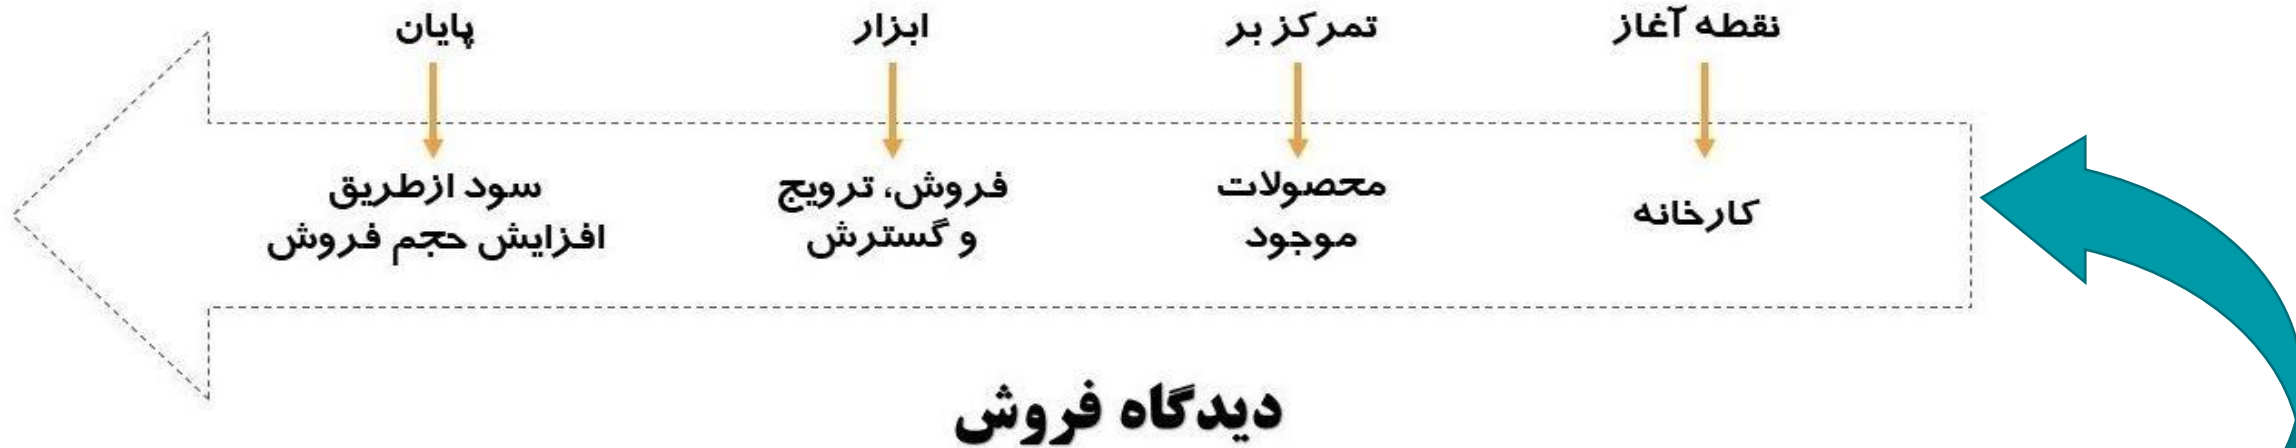 نقطه آغاز
تمرکز بر
ابزار
پایان
کارخانه
محصولات
موجود
فروش، ترویج
و گسترش
سود ازطریق
افزایش حجم فروش
دیدگاه فروش